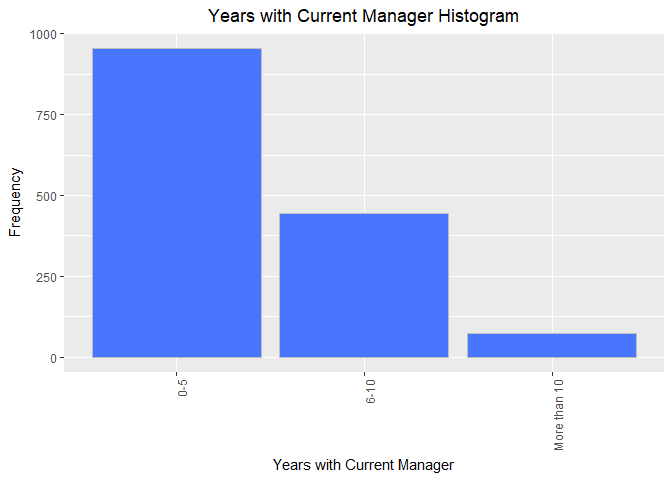 Years with Current Manager Histogram
1000
750
500
250
0
Frequency
0-5
6-10
More than 10
Years with Current Manager